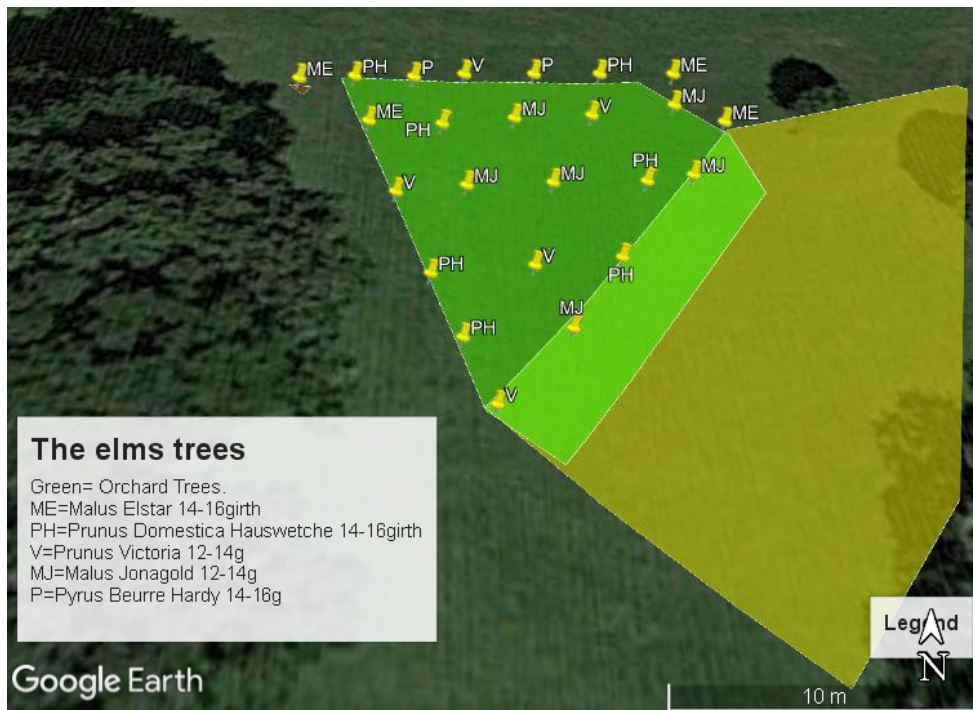 ME PH P V P PH ME
MJ
ME PH MJ V ME
V MJ MJ PH MJ
PH V PH
PH MJ
V
The elms trees
Green= Orchard Trees.
ME=Malus Elstar 14-16girth
PH=Prunus Domestica Hauswetche 14-16girth
V=Prunus Victoria 12-14g
MJ=Malus Jonagold 12-14g
P=Pyrus Beurre Hardy 14-16g
Legend
N
Google Earth
10 m